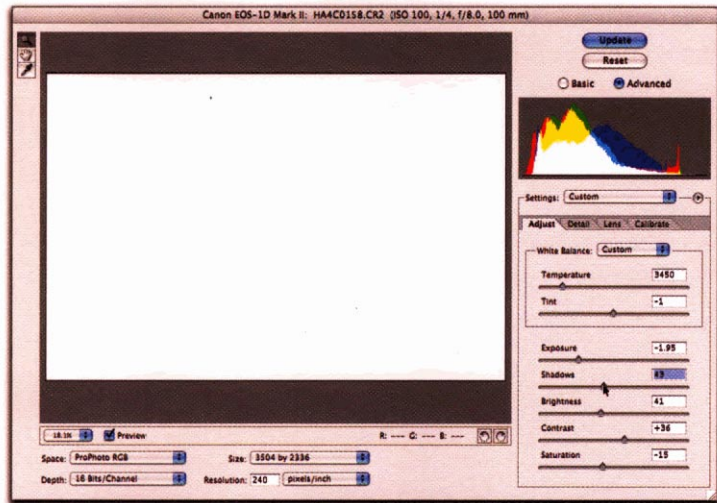 Canon EOS-1D Mark II: HA4C0158.CR2 (ISO 100, 1/4, f/8.0, 100 mm)
Update
Reset
Basic Advanced
Settings: Custom
Adjust Detail Lens Calibrate
White Balance: Custom
Temperature 3450
Tint -1
Exposure -1.95
Shadows
Brightness 41
Contrast +36
Saturation -15
18.1% Preview R: --- G: --- B: ---
Space: ProPhoto RGB Size: 3504 by 2336
Depth: 16 Bits/Channel Resolution: 240 pixels/inch